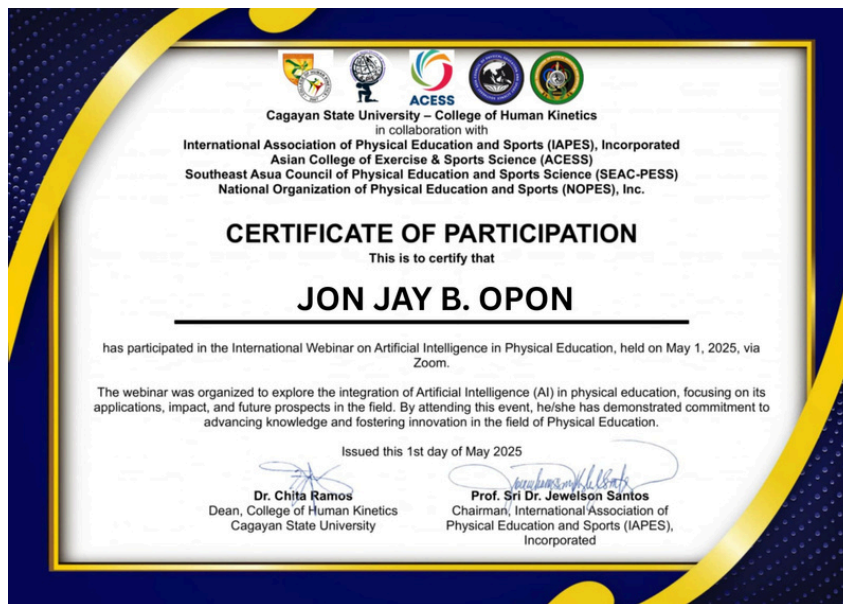 ACESS
Cagayan State University – College of Human Kinetics
in collaboration with
International Association of Physical Education and Sports (IAPES), Incorporated
Asian College of Exercise & Sports Science (ACESS)
Southeast Asua Council of Physical Education and Sports Science (SEAC-PESS)
National Organization of Physical Education and Sports (NOPES), Inc.
CERTIFICATE OF PARTICIPATION
This is to certify that
JON JAY B. OPON
has participated in the International Webinar on Artificial Intelligence in Physical Education, held on May 1, 2025, via
Zoom.
The webinar was organized to explore the integration of Artificial Intelligence (AI) in physical education, focusing on its
applications, impact, and future prospects in the field. By attending this event, he/she has demonstrated commitment to
advancing knowledge and fostering innovation in the field of Physical Education.
Issued this 1st day of May 2025
Dr. Chita Ramos
Dean, College of Human Kinetics
Cagayan State University
Prof. Sri Dr. Jewelson Santos
Chairman, International Association of
Physical Education and Sports (IAPES),
Incorporated